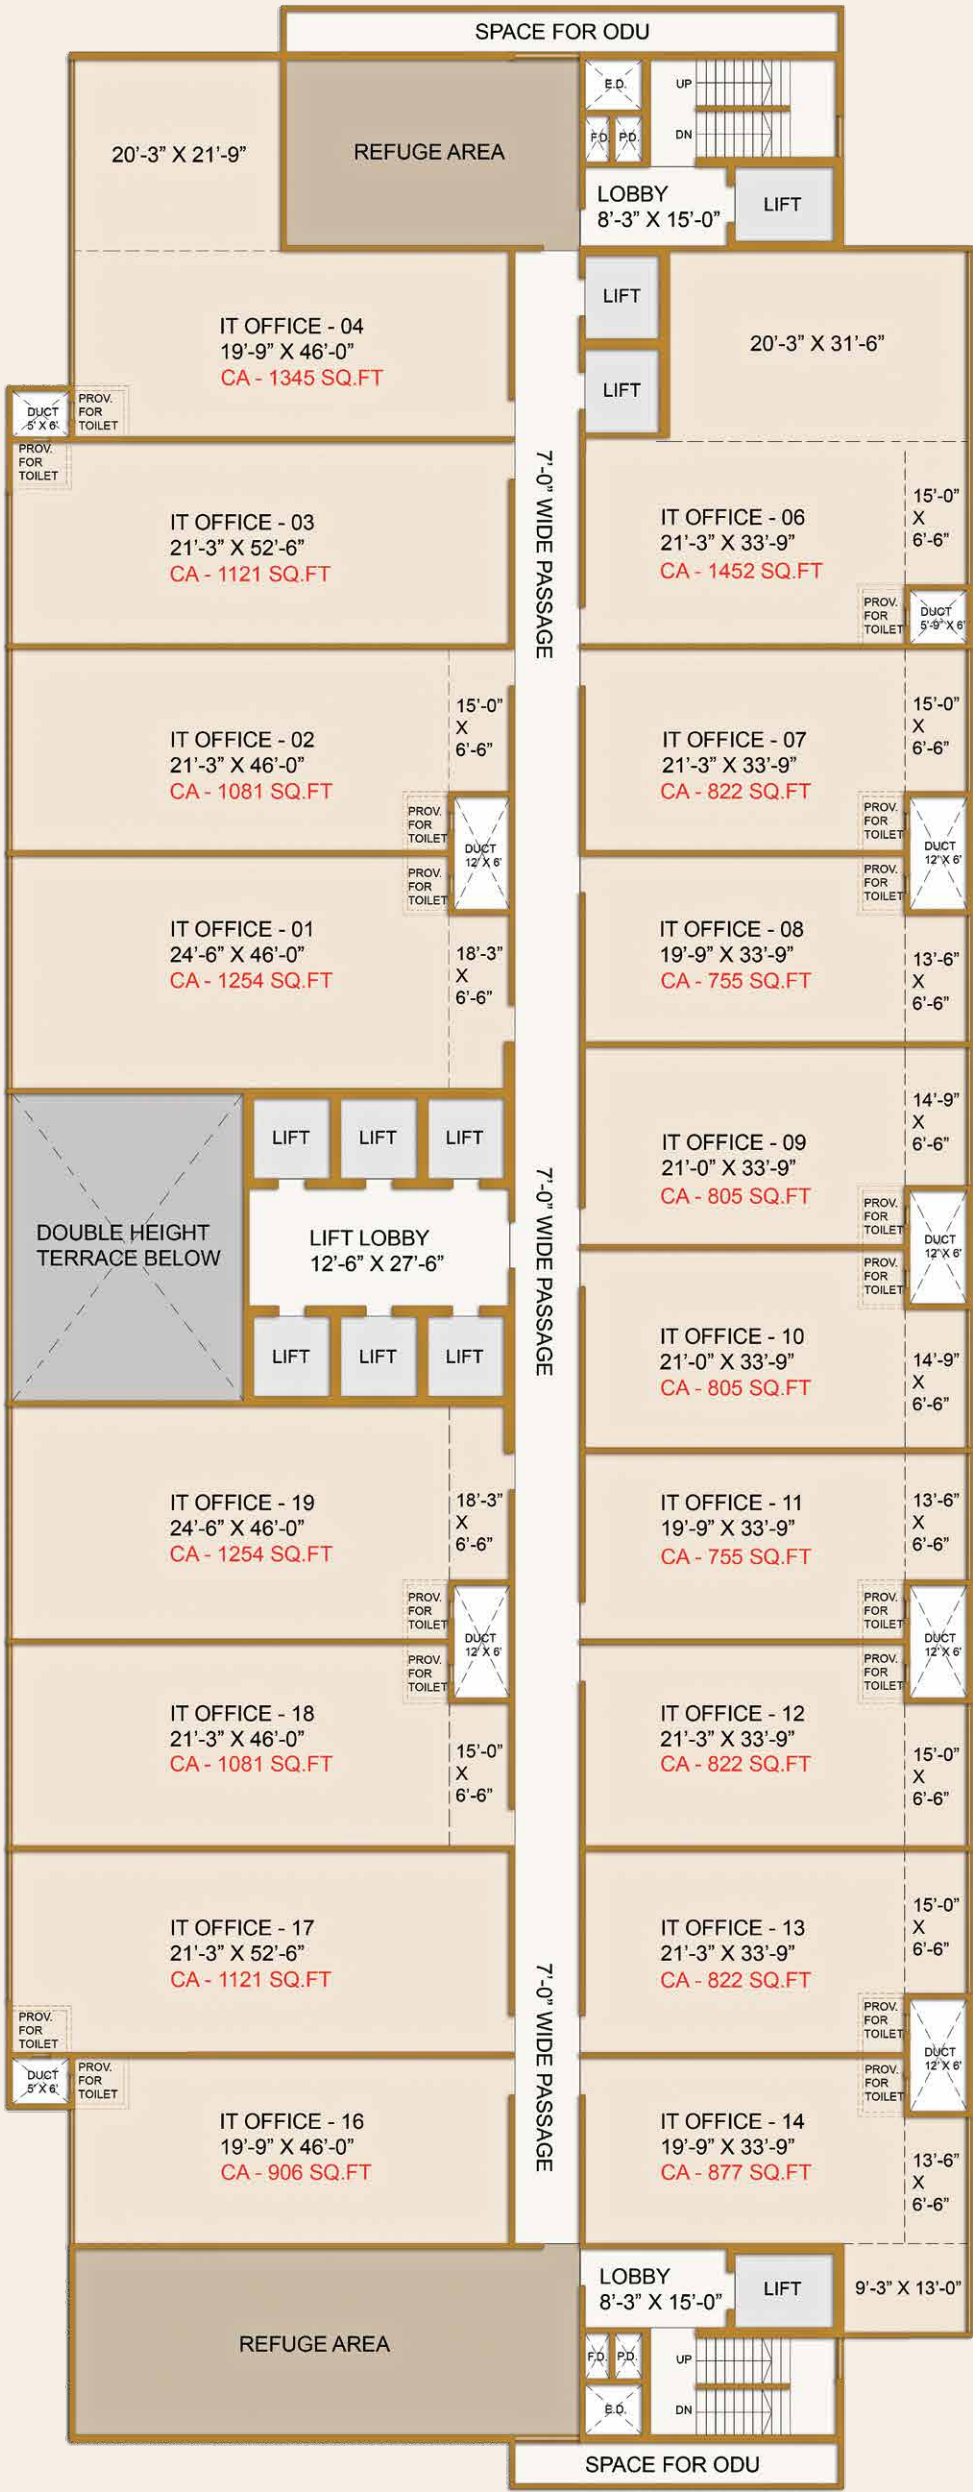 SPACE FOR ODU
20'-3" X 21'-9"
REFUGE AREA
E.D.
F.D.
P.D.
UP
DN
LOBBY
8'-3" X 15'-0"
LIFT
LIFT
LIFT
20'-3" X 31'-6"
IT OFFICE - 04
19'-9" X 46'-0"
CA - 1345 SQ.FT
DUCT
5' X 6'
PROV.
FOR
TOILET
PROV.
FOR
TOILET
IT OFFICE - 03
21'-3" X 52'-6"
CA - 1121 SQ.FT
7'-0" WIDE PASSAGE
IT OFFICE - 06
21'-3" X 33'-9"
CA - 1452 SQ.FT
15'-0"
X
6'-6"
PROV.
FOR
TOILET
DUCT
5'-9" X 6'
IT OFFICE - 02
21'-3" X 46'-0"
CA - 1081 SQ.FT
15'-0"
X
6'-6"
PROV.
FOR
TOILET
DUCT
12' X 6'
IT OFFICE - 07
21'-3" X 33'-9"
CA - 822 SQ.FT
15'-0"
X
6'-6"
PROV.
FOR
TOILET
DUCT
12' X 6'
PROV.
FOR
TOILET
IT OFFICE - 01
24'-6" X 46'-0"
CA - 1254 SQ.FT
18'-3"
X
6'-6"
PROV.
FOR
TOILET
IT OFFICE - 08
19'-9" X 33'-9"
CA - 755 SQ.FT
13'-6"
X
6'-6"
DOUBLE HEIGHT
TERRACE BELOW
LIFT
LIFT
LIFT
LIFT LOBBY
12'-6" X 27'-6"
LIFT
LIFT
LIFT
7'-0" WIDE PASSAGE
IT OFFICE - 09
21'-0" X 33'-9"
CA - 805 SQ.FT
14'-9"
X
6'-6"
PROV.
FOR
TOILET
DUCT
12' X 6'
PROV.
FOR
TOILET
IT OFFICE - 10
21'-0" X 33'-9"
CA - 805 SQ.FT
14'-9"
X
6'-6"
IT OFFICE - 19
24'-6" X 46'-0"
CA - 1254 SQ.FT
18'-3"
X
6'-6"
PROV.
FOR
TOILET
DUCT
12' X 6'
IT OFFICE - 11
19'-9" X 33'-9"
CA - 755 SQ.FT
13'-6"
X
6'-6"
PROV.
FOR
TOILET
DUCT
12' X 6'
PROV.
FOR
TOILET
IT OFFICE - 18
21'-3" X 46'-0"
CA - 1081 SQ.FT
15'-0"
X
6'-6"
PROV.
FOR
TOILET
IT OFFICE - 12
21'-3" X 33'-9"
CA - 822 SQ.FT
15'-0"
X
6'-6"
IT OFFICE - 17
21'-3" X 52'-6"
CA - 1121 SQ.FT
PROV.
FOR
TOILET
7'-0" WIDE PASSAGE
IT OFFICE - 13
21'-3" X 33'-9"
CA - 822 SQ.FT
15'-0"
X
6'-6"
PROV.
FOR
TOILET
DUCT
12' X 6'
DUCT
5' X 6'
PROV.
FOR
TOILET
IT OFFICE - 16
19'-9" X 46'-0"
CA - 906 SQ.FT
PROV.
FOR
TOILET
IT OFFICE - 14
19'-9" X 33'-9"
CA - 877 SQ.FT
13'-6"
X
6'-6"
LOBBY
8'-3" X 15'-0"
LIFT
9'-3" X 13'-0"
REFUGE AREA
F.D.
P.D.
UP
E.D.
DN
SPACE FOR ODU